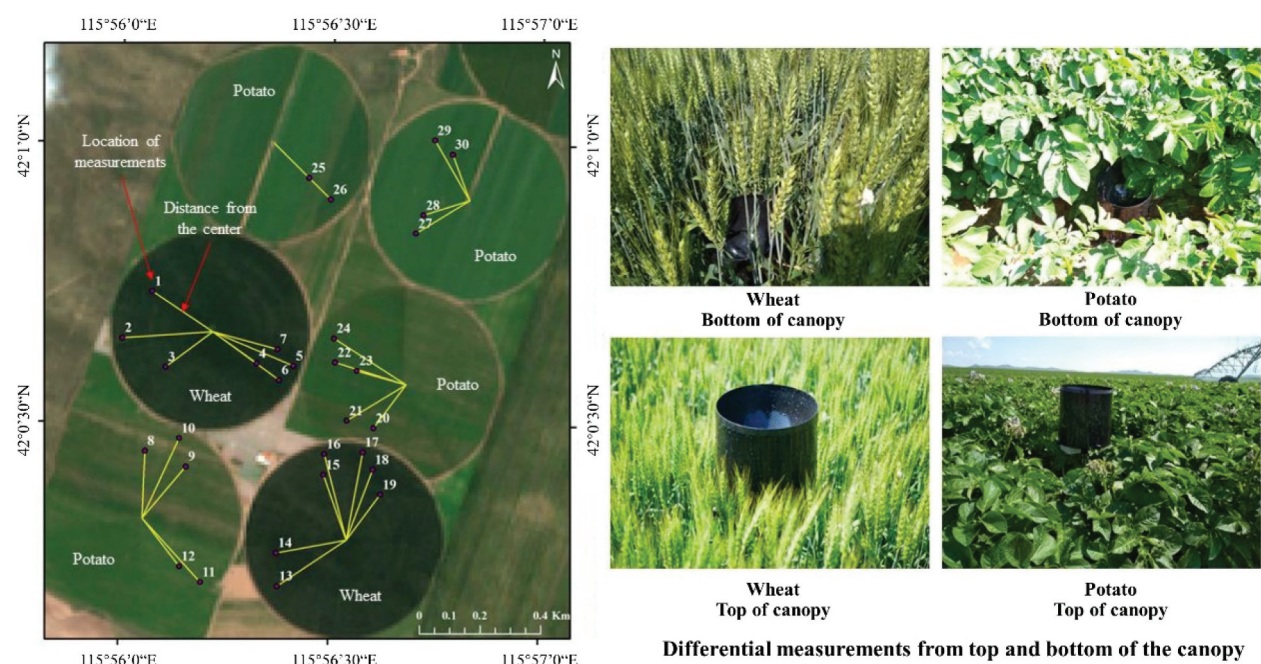 115°56’0“E
115°56’30“E
115°57’0“E
N
42°1’0“N
42°1’0“N
42°0’30“N
42°0’30“N
Potato
Location of
measurements
Distance from
the center
29
30
25
26
28
27
Potato
1
2
3
7
4
5
6
Wheat
24
22
23
Potato
21
20
10
8
9
16
17
15
18
19
14
13
12
11
Potato
Wheat
0 0.1 0.2 0.4 Km
115°56’0“E
115°56’30“E
115°57’0“E
Wheat
Bottom of canopy
Potato
Bottom of canopy
Wheat
Top of canopy
Potato
Top of canopy
Differential measurements from top and bottom of the canopy